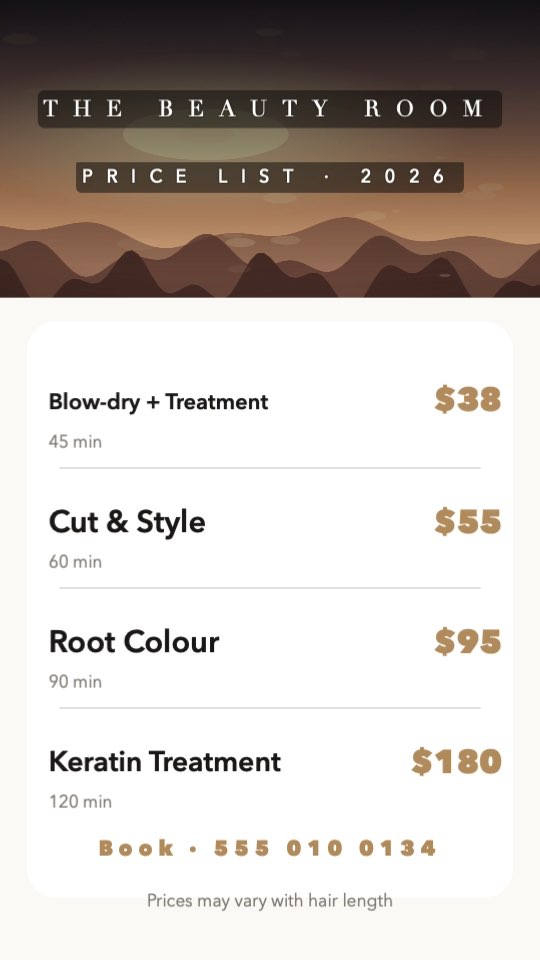 THE BEAUTY ROOM
PRICE LIST · 2026
Blow-dry + Treatment $38
45 min
Cut & Style $55
60 min
Root Colour $95
90 min
Keratin Treatment $180
120 min
Book · 555 010 0134
Prices may vary with hair length